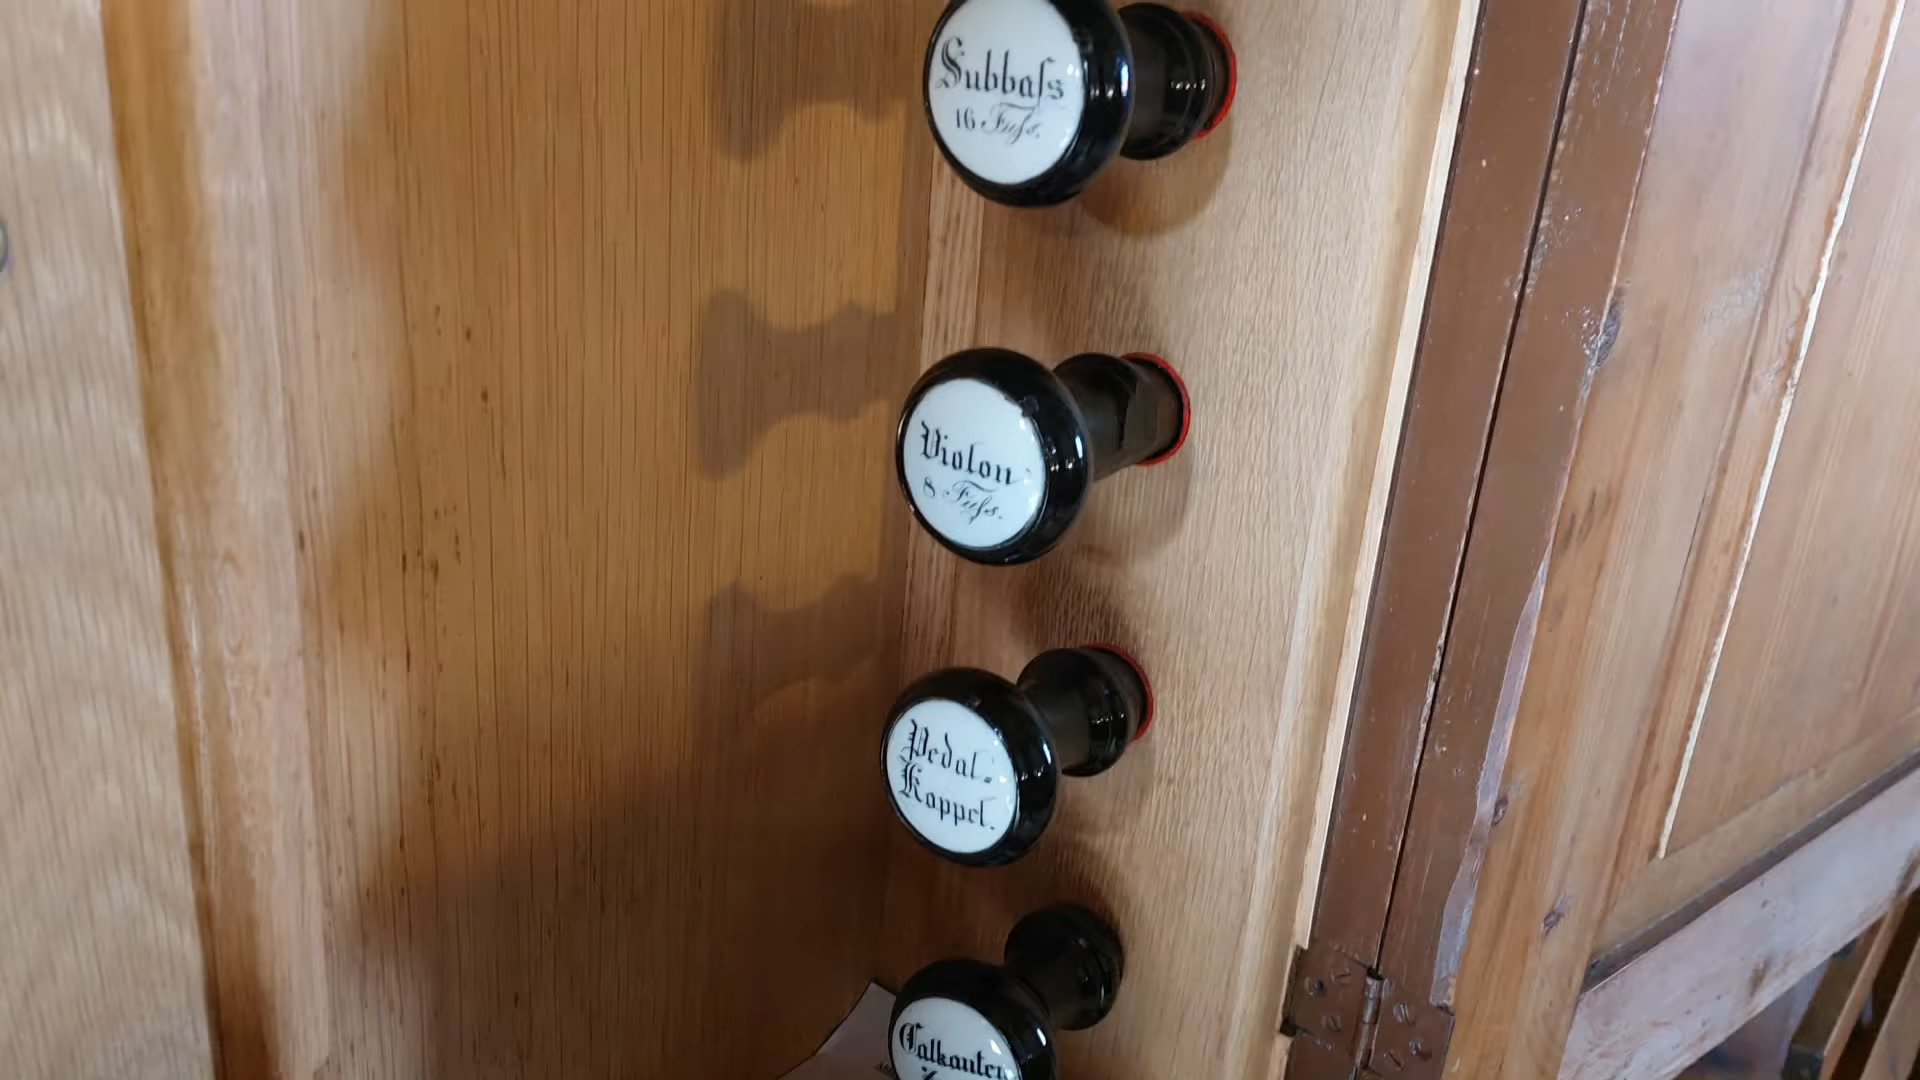 Subbaſs
16 Fuſs.
Violon
8 Fuſs.
Pedal-
Koppel.
Calkanten